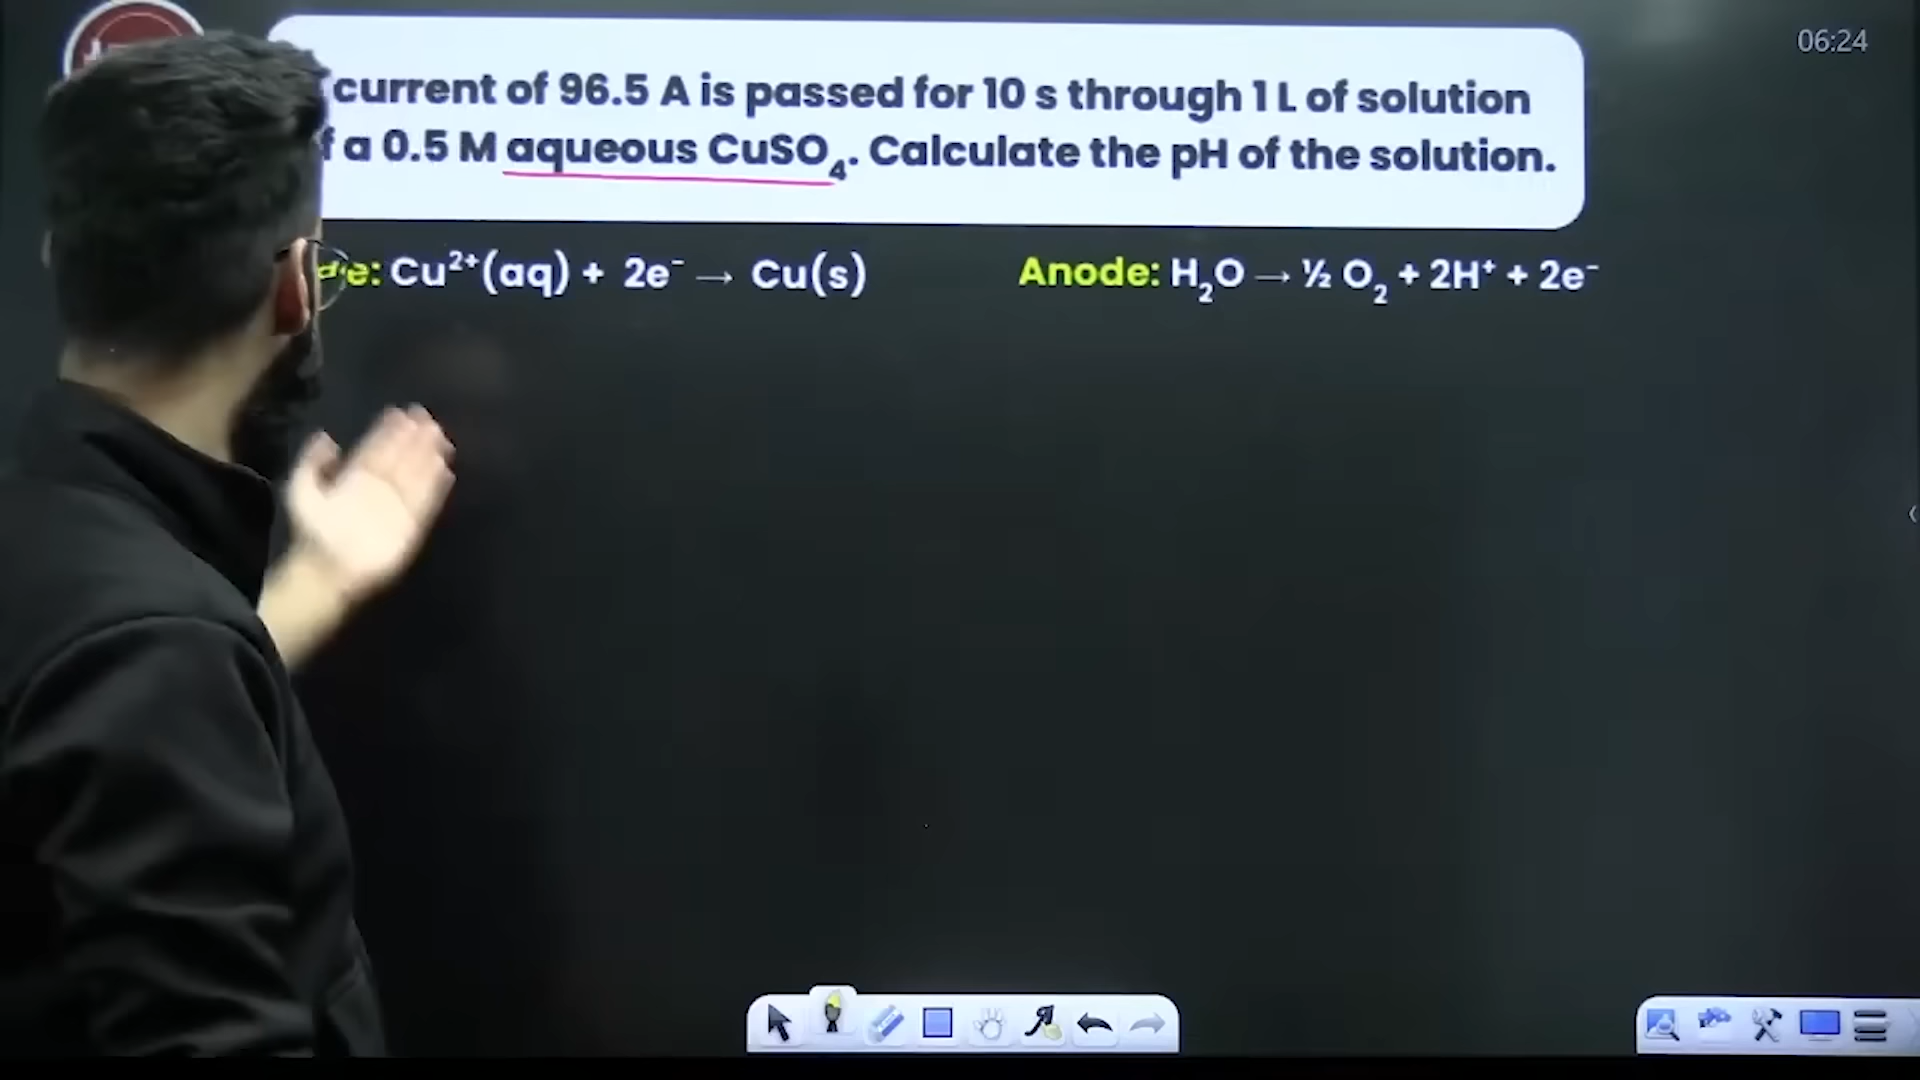 06:24
current of 96.5 A is passed for 10 s through 1 L of solution
a 0.5 M aqueous CuSO₄. Calculate the pH of the solution.
e: Cu²⁺(aq) + 2e⁻ → Cu(s) Anode: H₂O → ½ O₂ + 2H⁺ + 2e⁻